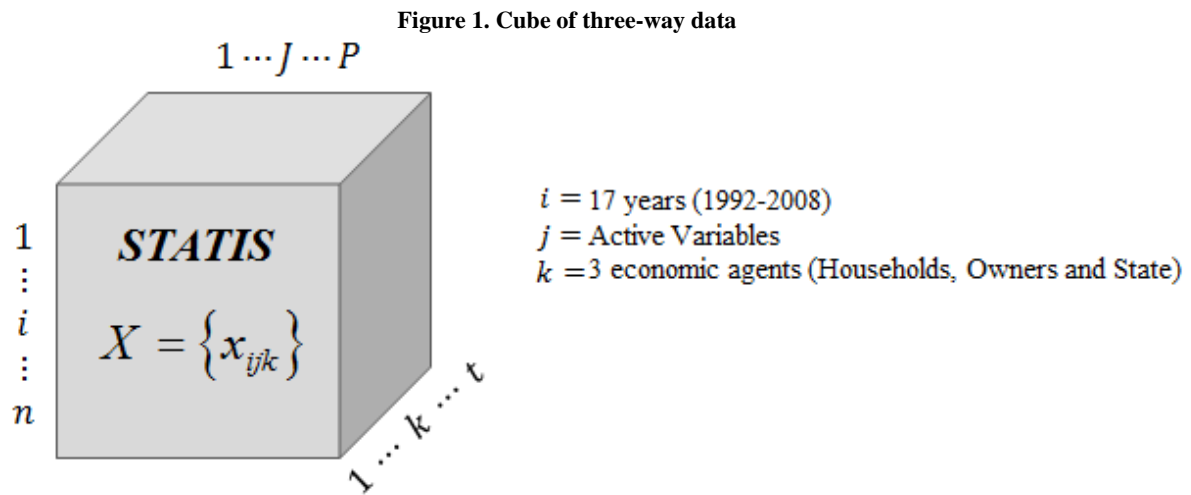 Figure 1. Cube of three-way data
1 ⋯ J ⋯ P
1
⋮
i
⋮
n
STATIS
X = {x_ijk}
1 ⋯ k ⋯ t
i = 17 years (1992-2008)
j = Active Variables
k =3 economic agents (Households, Owners and State)